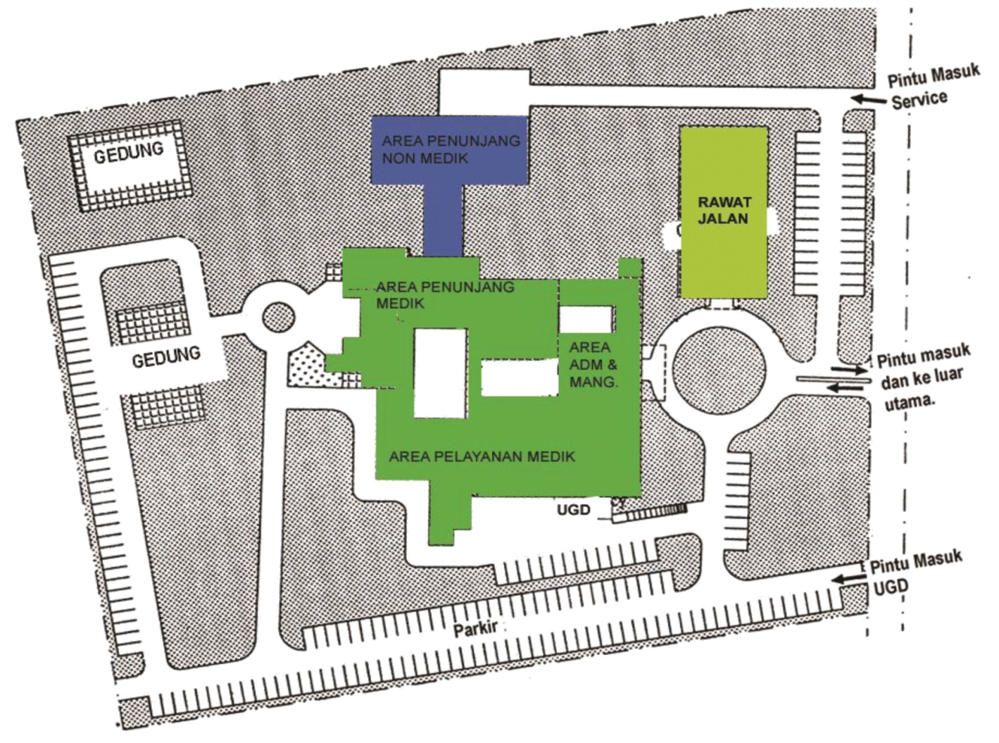 Pintu Masuk
Service
AREA PENUNJANG
NON MEDIK
GEDUNG
RAWAT
JALAN
AREA PENUNJANG
MEDIK
GEDUNG
AREA
ADM &
MANG.
Pintu masuk
dan ke luar
utama.
AREA PELAYANAN MEDIK
UGD
Pintu Masuk
UGD
Parkir